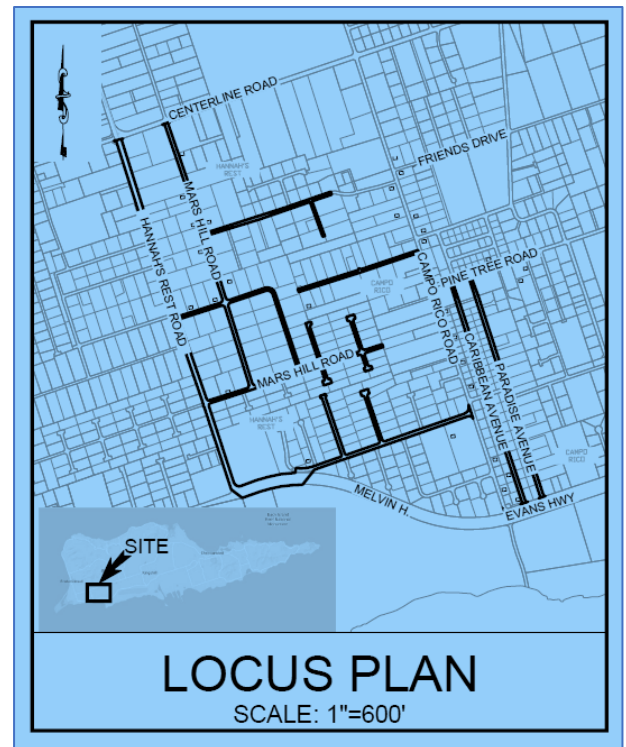 CENTERLINE ROAD
FRIENDS DRIVE
HANNAH'S
REST
MARS HILL ROAD
HANNAH'S REST ROAD
CAMPO RICO ROAD
PINE TREE ROAD
CAMPO
RICO
MARS HILL ROAD
CARIBBEAN AVENUE
PARADISE AVENUE
HANNAH'S
REST
CAMPO
RICO
MELVIN H.
EVANS HWY
SITE
LOCUS PLAN
SCALE: 1"=600'